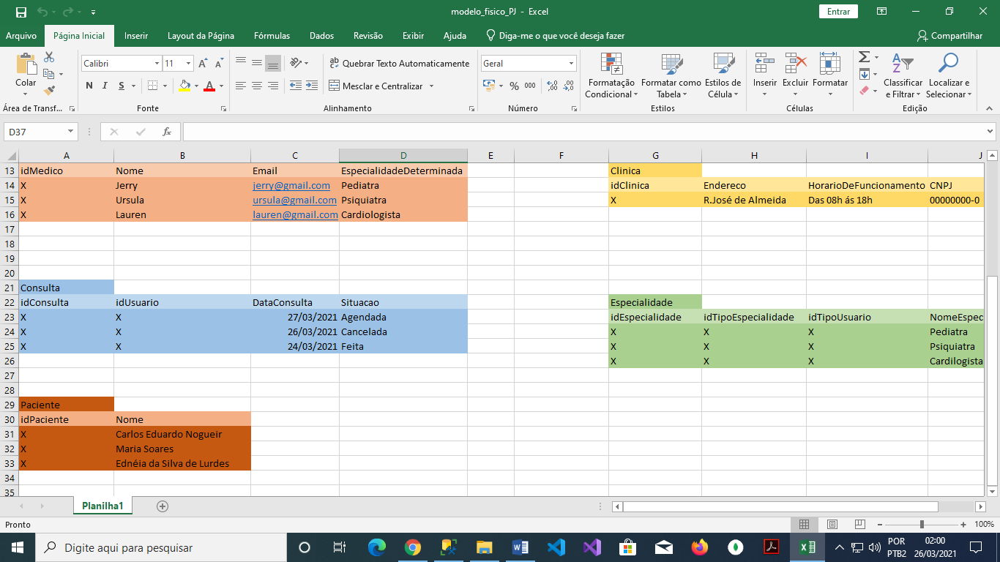 modelo_fisico_PJ - Excel
Entrar
Arquivo Página Inicial Inserir Layout da Página Fórmulas Dados Revisão Exibir Ajuda Diga-me o que você deseja fazer Compartilhar
Colar
Calibri 11
Quebrar Texto Automaticamente
Geral
N I S A
Mesclar e Centralizar
% 000
Formatação Condicional
Formatar como Tabela
Estilos de Célula
Inserir Excluir Formatar
Classificar e Filtrar
Localizar e Selecionar
Área de Transf... Fonte Alinhamento Número Estilos Células Edição
D37 fx
A B C D E F G H I J
13 idMedico Nome Email EspecialidadeDeterminada Clinica
14 X Jerry jerry@gmail.com Pediatra idClinica Endereco HorarioDeFuncionamento CNPJ
15 X Ursula ursula@gmail.com Psiquiatra X R.José de Almeida Das 08h ás 18h 00000000-0
16 X Lauren lauren@gmail.com Cardiologista
17
18
19
20
21 Consulta
22 idConsulta idUsuario DataConsulta Situacao Especialidade
23 X X 27/03/2021 Agendada idEspecialidade idTipoEspecialidade idTipoUsuario NomeEspec
24 X X 26/03/2021 Cancelada X X X Pediatra
25 X X 24/03/2021 Feita X X X Psiquiatra
26 X X X Cardilogista
27
28
29 Paciente
30 idPaciente Nome
31 X Carlos Eduardo Nogueir
32 X Maria Soares
33 X Ednéia da Silva de Lurdes
34
35
Planilha1
Pronto 100%
Digite aqui para pesquisar
POR
PTB2
02:00
26/03/2021